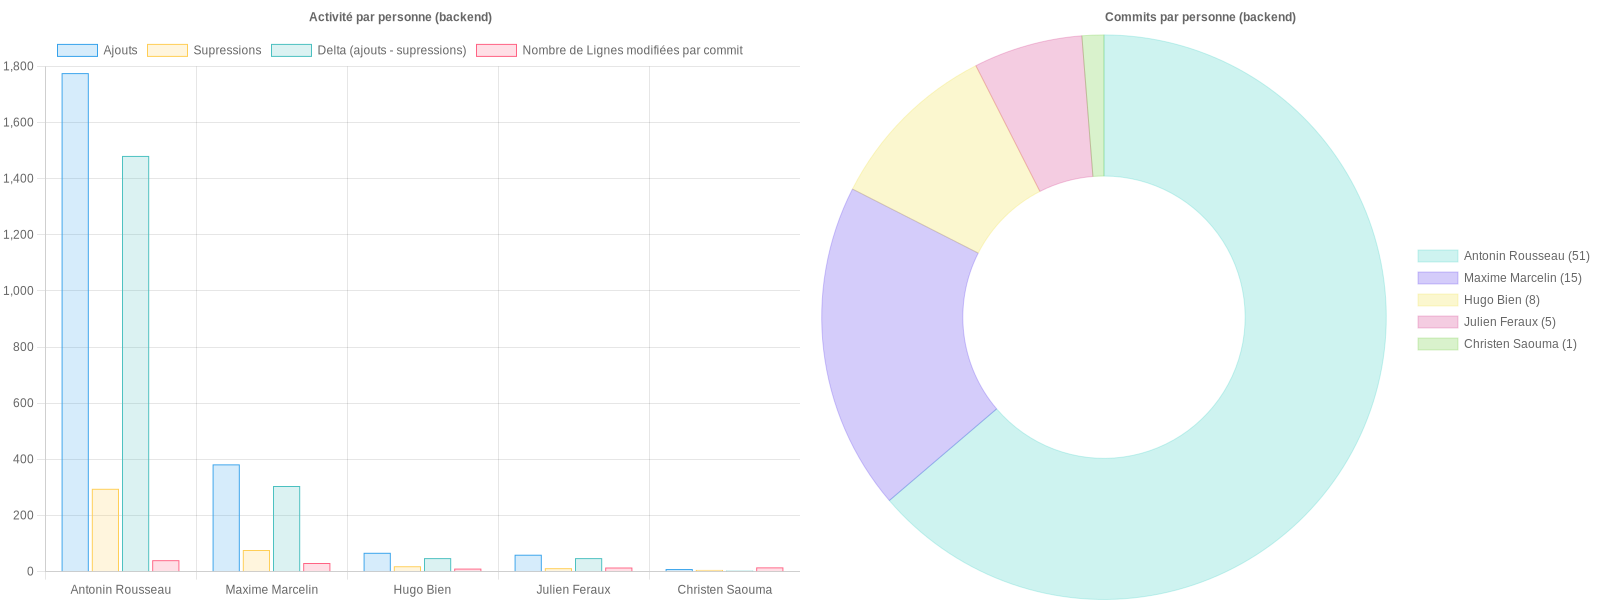 Activité par personne (backend)
Ajouts Supressions Delta (ajouts - supressions) Nombre de Lignes modifiées par commit
1,800
1,600
1,400
1,200
1,000
800
600
400
200
0
Antonin Rousseau Maxime Marcelin Hugo Bien Julien Feraux Christen Saouma
Commits par personne (backend)
Antonin Rousseau (51)
Maxime Marcelin (15)
Hugo Bien (8)
Julien Feraux (5)
Christen Saouma (1)